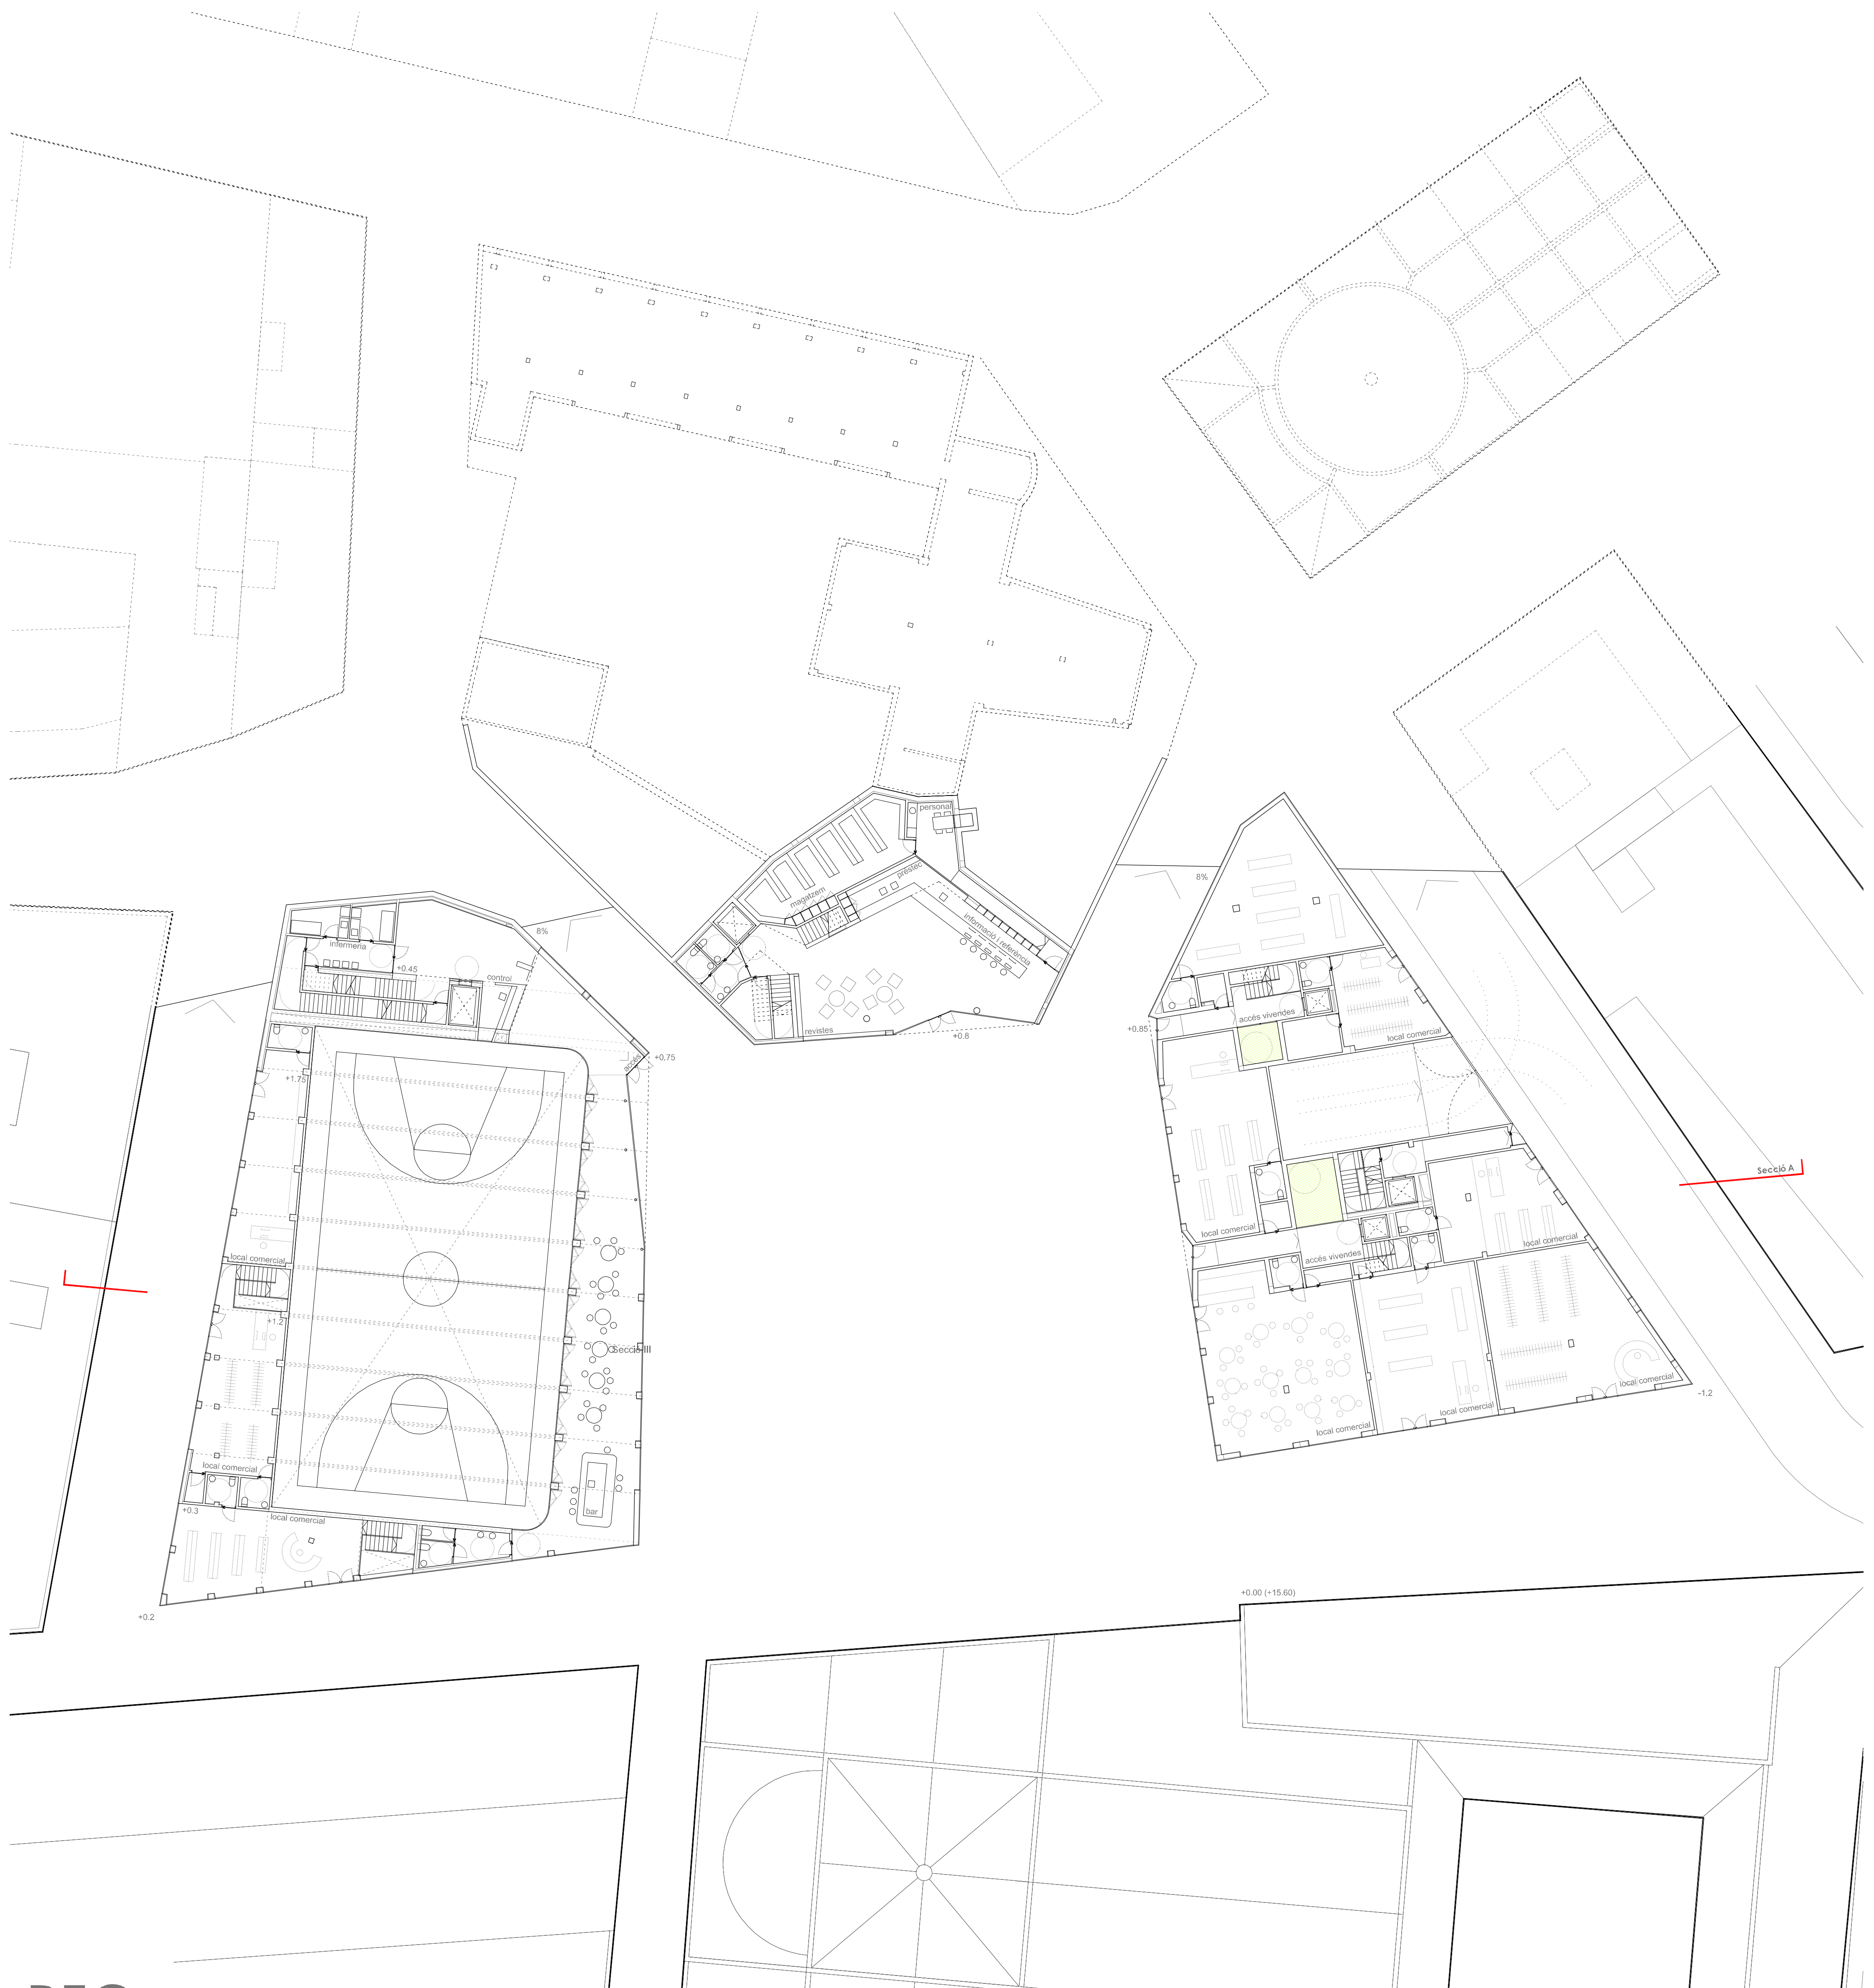 personal
préstec
magatzem
informació i referència
revistes
+0.8
8%
infermeria
+0.45
control
accés
+0.75
+1.75
local comercial
+1.2
Secció III
local comercial
+0.3
local comercial
bar
+0.2
8%
+0.85
accés vivendes
local comercial
local comercial
accés vivendes
local comercial
Secció A
local comercial
local comercial
local comercial
-1.2
+0.00 (+15.60)